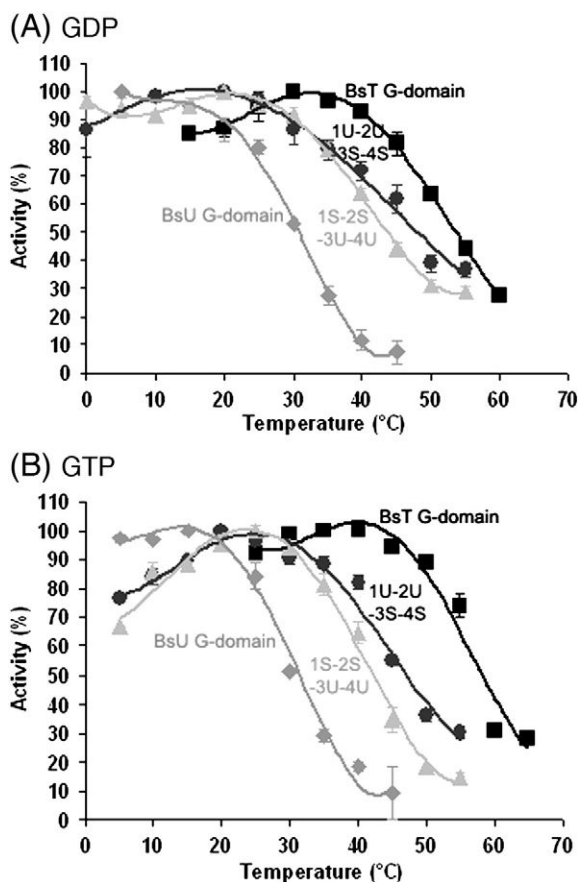 (A) GDP
110
100
90
80
70
60
50
40
30
20
10
0
Activity (%)
BsT G-domain
1U-2U
-3S-4S
BsU G-domain
1S-2S
-3U-4U
0 10 20 30 40 50 60 70
Temperature (°C)
(B) GTP
110
100
90
80
70
60
50
40
30
20
10
0
Activity (%)
BsT G-domain
1U-2U
-3S-4S
BsU G-domain
1S-2S
-3U-4U
0 10 20 30 40 50 60 70
Temperature (°C)